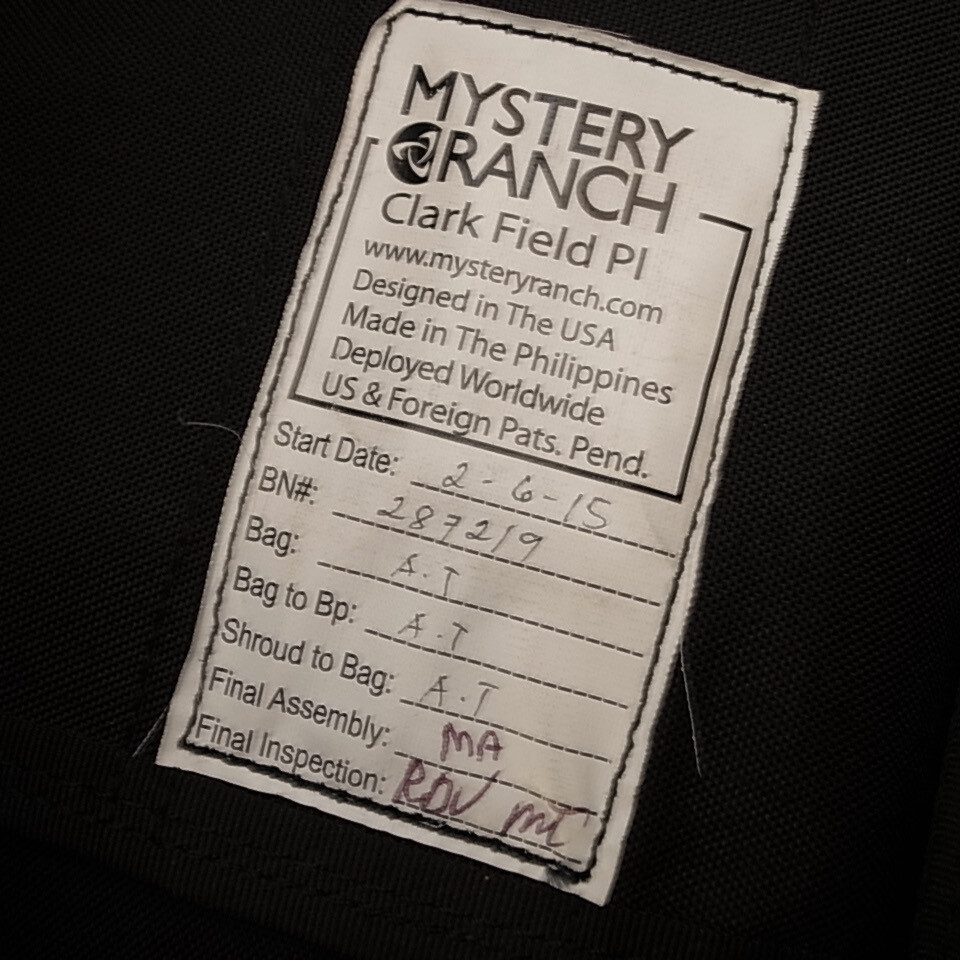 MYSTERY
RANCH
Clark Field PI
www.mysteryranch.com
Designed in The USA
Made in The Philippines
Deployed Worldwide
US & Foreign Pats. Pend.
Start Date: 2-6-15
BN#: 287219
Bag: A.T
Bag to Bp: A.T
Shroud to Bag: A.T
Final Assembly: MA
Final Inspection: RDV MT